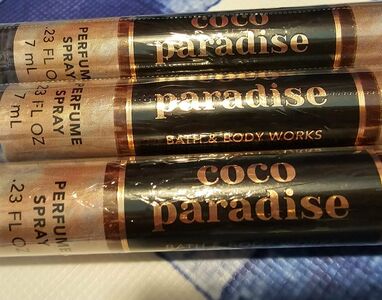 coco
paradise
PERFUME
SPRAY
.23 FL OZ
7 mL
coco
paradise
BATH & BODY WORKS
PERFUME
SPRAY
.23 FL OZ
7 mL
coco
paradise
PERFUME
SPRAY
.23 FL OZ